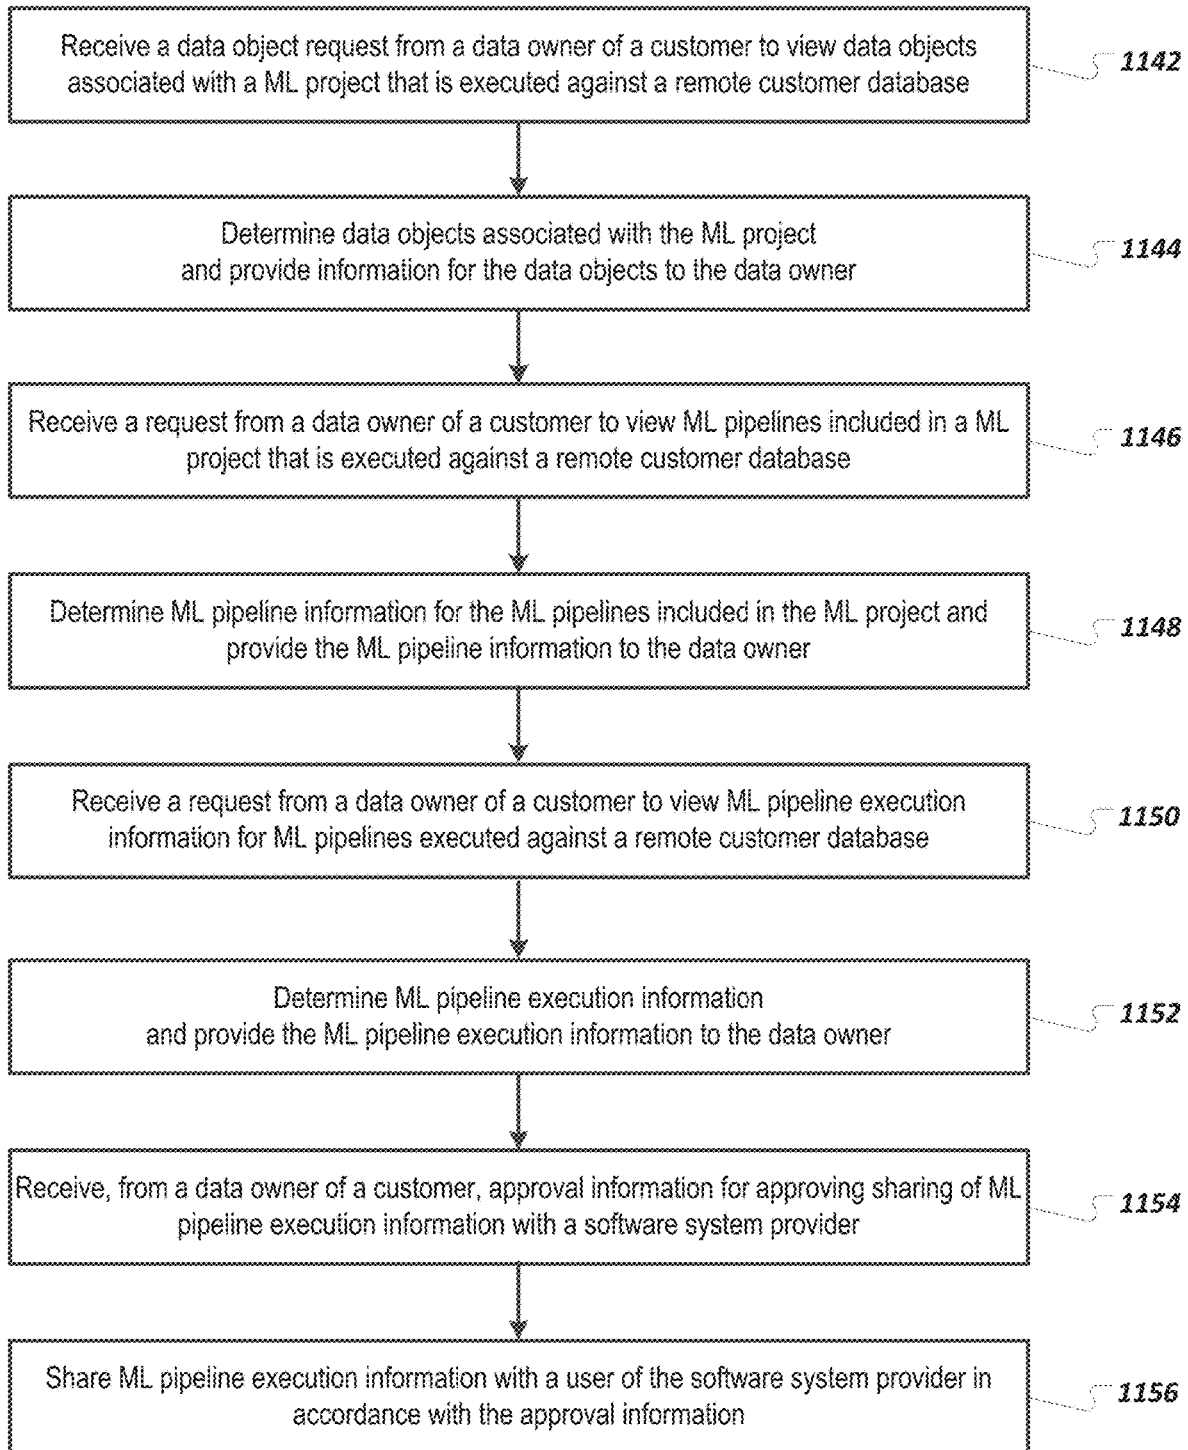 Receive a data object request from a data owner of a customer to view data objects
associated with a ML project that is executed against a remote customer database
1142
Determine data objects associated with the ML project
and provide information for the data objects to the data owner
1144
Receive a request from a data owner of a customer to view ML pipelines included in a ML
project that is executed against a remote customer database
1146
Determine ML pipeline information for the ML pipelines included in the ML project and
provide the ML pipeline information to the data owner
1148
Receive a request from a data owner of a customer to view ML pipeline execution
information for ML pipelines executed against a remote customer database
1150
Determine ML pipeline execution information
and provide the ML pipeline execution information to the data owner
1152
Receive, from a data owner of a customer, approval information for approving sharing of ML
pipeline execution information with a software system provider
1154
Share ML pipeline execution information with a user of the software system provider in
accordance with the approval information
1156